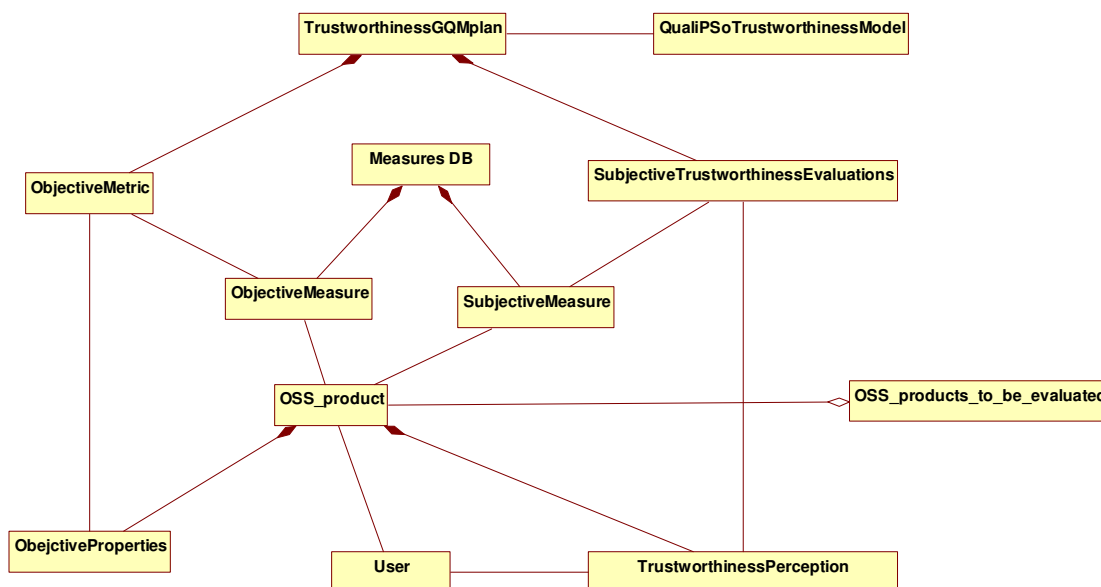 TrustworthinessGQMplan
QualiPSoTrustworthinessModel
Measures DB
SubjectiveTrustworthinessEvaluations
ObjectiveMetric
ObjectiveMeasure
SubjectiveMeasure
OSS_product
OSS_products_to_be_evaluated
ObejctiveProperties
User
TrustworthinessPerception